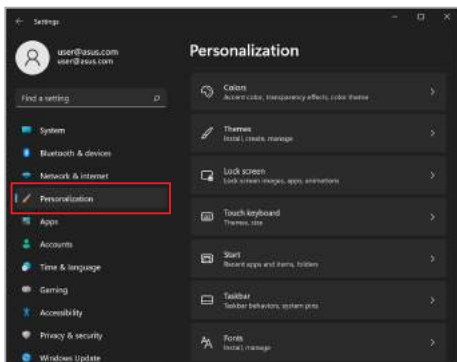 Settings
user@asus.com
user@asus.com
Find a setting
System
Bluetooth & devices
Network & internet
Personalization
Apps
Accounts
Time & language
Gaming
Accessibility
Privacy & security
Windows Update
Personalization
Colors
Accent color, transparency effects, color theme
Themes
Install, create, manage
Lock screen
Lock screen images, apps, animations
Touch keyboard
Themes, size
Start
Recent apps and items, folders
Taskbar
Taskbar behaviors, system pins
Fonts
Install, manage